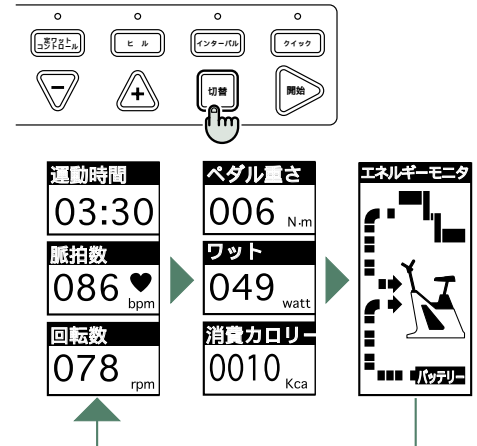 定ワット
コントロール
ヒル
インターバル
クイック
−
+
切替
開始
運動時間
03:30
脈拍数
086
bpm
回転数
078
rpm
ペダル重さ
006
N·m
ワット
049
watt
消費カロリー
0010
Kca
エネルギーモニタ
バッテリー